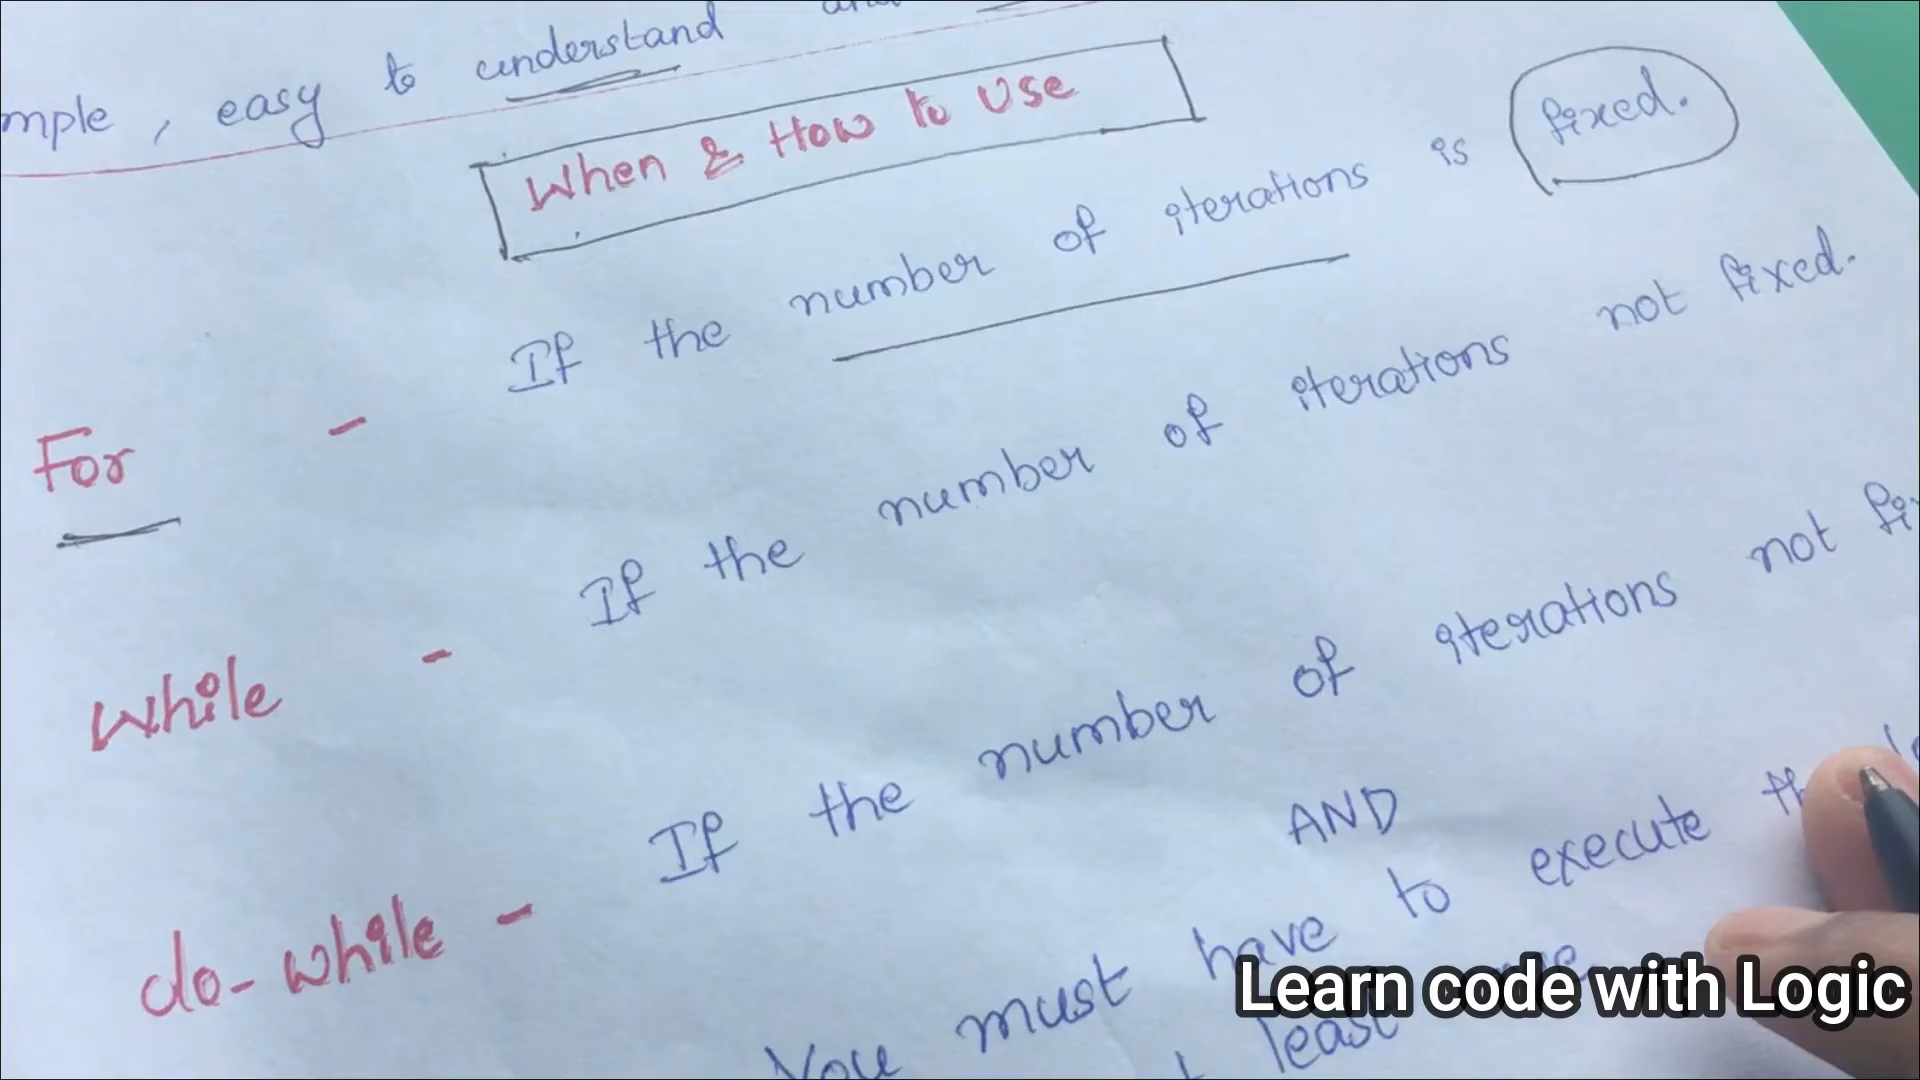 mple, easy to understand
When & How to Use
For - If the number of iterations is fixed.
While - If the number of iterations not fixed.
do-while - If the number of iterations not
AND
You must have to execute
least
Learn code with Logic